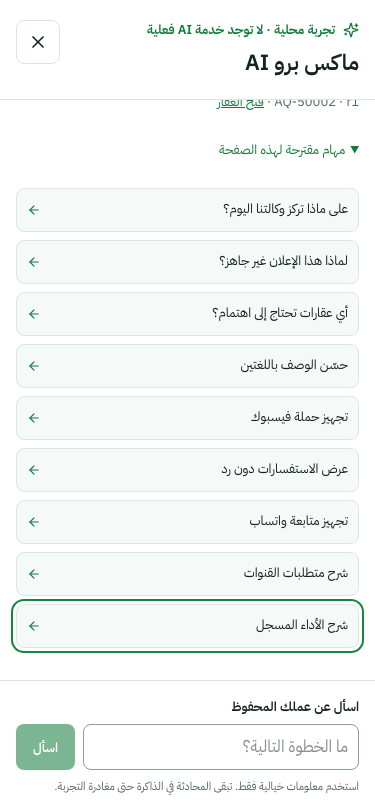 تجربة محلية · لا توجد خدمة AI فعلية
ماكس برو AI
AQ-50002 · r1 · فتح العقار
▼ مهام مقترحة لهذه الصفحة
على ماذا تركز وكالتنا اليوم؟
لماذا هذا الإعلان غير جاهز؟
أي عقارات تحتاج إلى اهتمام؟
حسّن الوصف باللغتين
تجهيز حملة فيسبوك
عرض الاستفسارات دون رد
تجهيز متابعة واتساب
شرح متطلبات القنوات
شرح الأداء المسجل
اسأل عن عملك المحفوظ
ما الخطوة التالية؟
اسأل
استخدم معلومات خيالية فقط. تبقى المحادثة في الذاكرة حتى مغادرة التجربة.